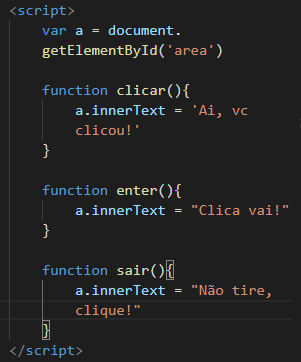 <script>
var a = document.
getElementById('area')
function clicar(){
a.innerText = 'Ai, vc
clicou!'
}
function enter(){
a.innerText = "Clica vai!"
}
function sair(){
a.innerText = "Não tire,
clique!"
}
</script>